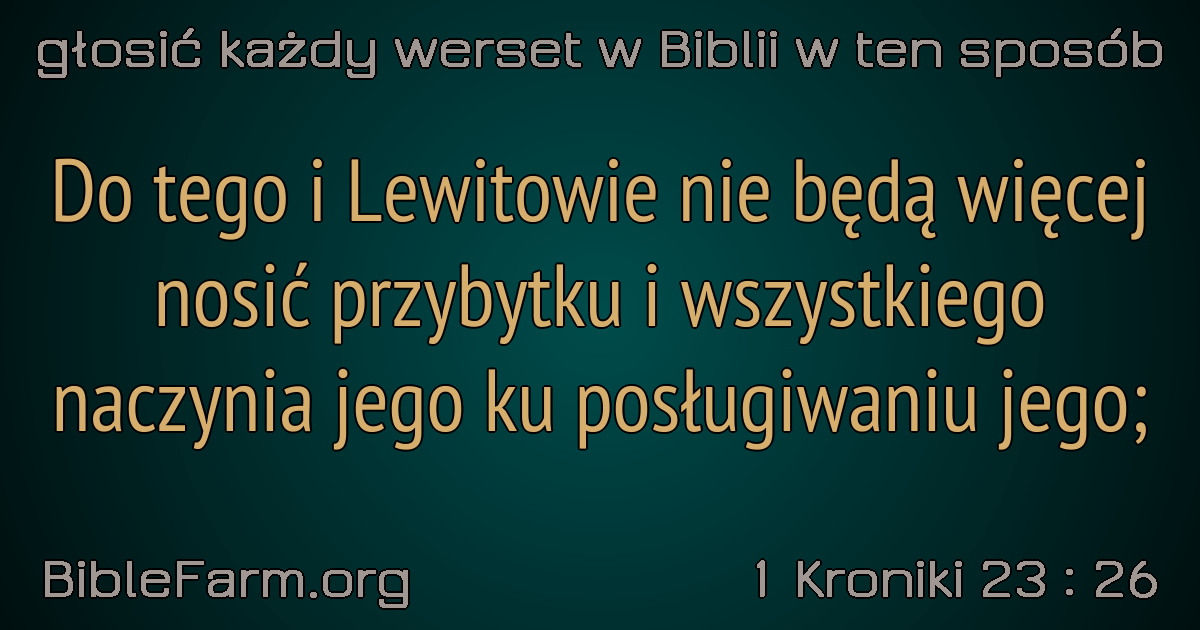 głosić każdy werset w Biblii w ten sposób
Do tego i Lewitowie nie będą więcej
nosić przybytku i wszystkiego
naczynia jego ku posługiwaniu jego;
BibleFarm.org
1 Kroniki 23 : 26